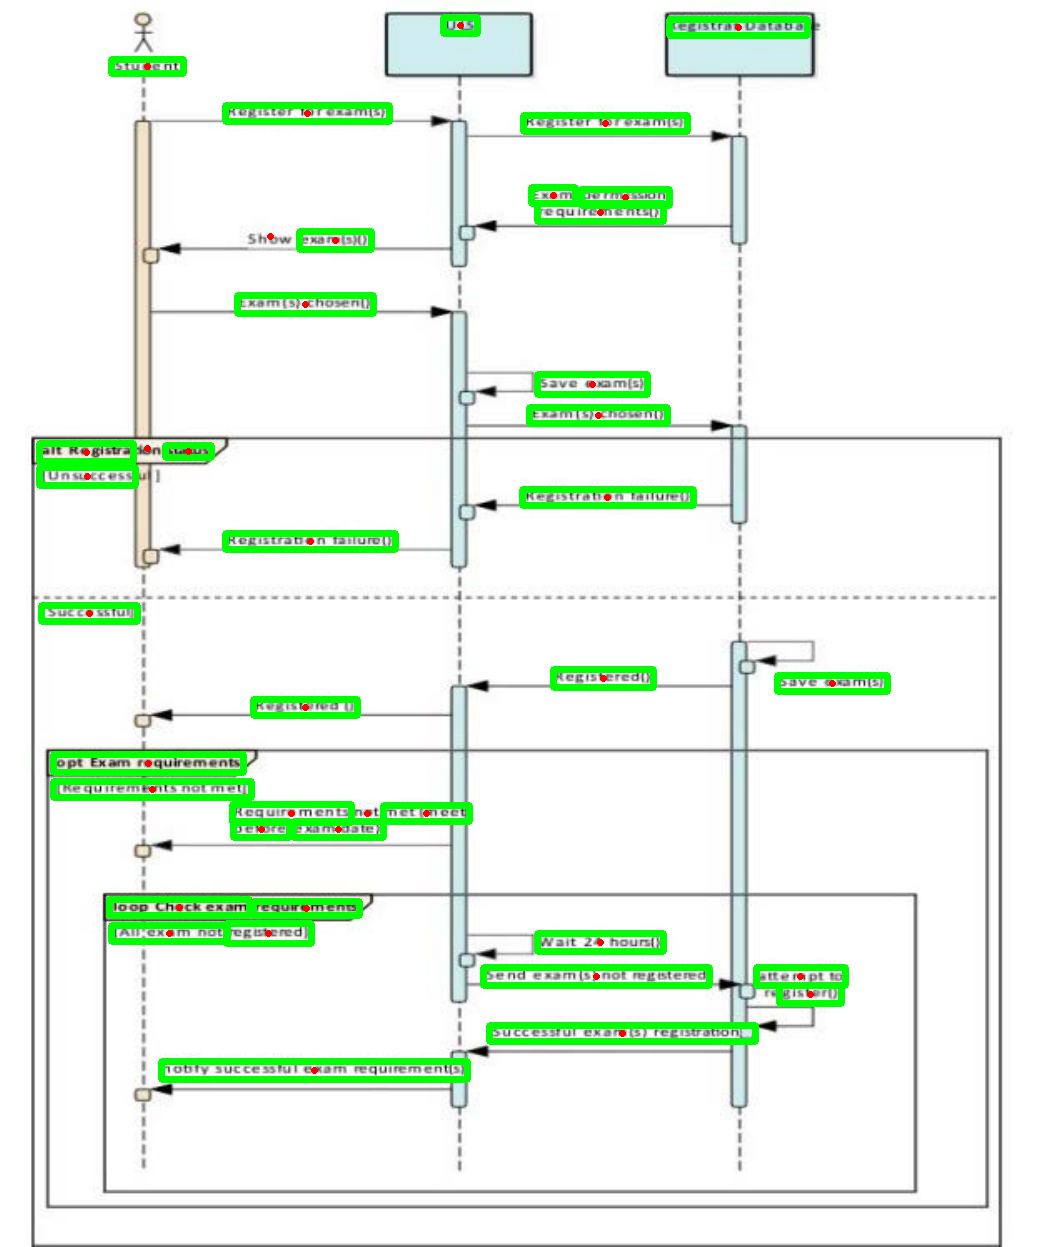 Student
Registrar Database
Register for exam(s)
Register for exam(s)
Exam permission
requirements()
Show exam(s)()
Exam(s) chosen()
Save exam(s)
Exam(s) chosen()
alt Registration status
[Unsuccessful]
Registration failure()
Registration failure()
[Successful]
Registered()
Save exam(s)
Registered ()
opt Exam requirements
[Requirements not met]
Requirements not met (meet
before exam date)
loop Check exam requirements
[All exam not registered]
Wait 24 hours()
Send exam(s) not registered
attempt to
register()
Successful exam(s) registration
notify successful exam requirement(s)